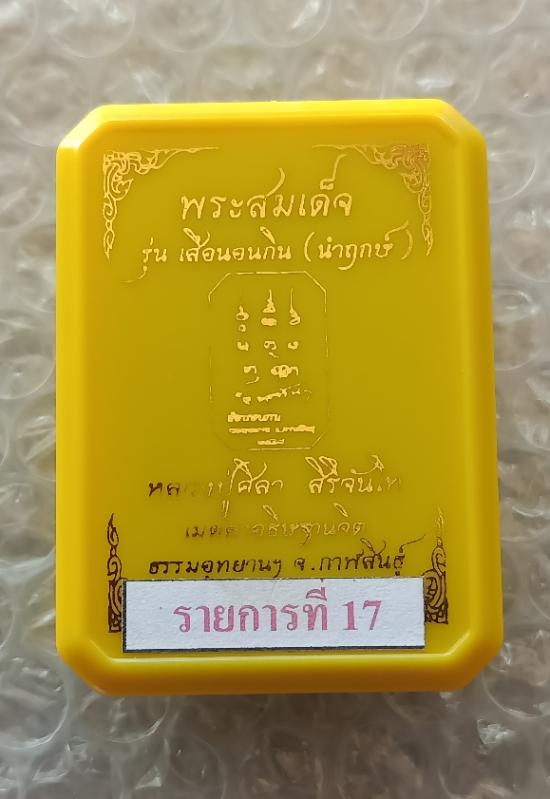 พระสมเด็จ
รุ่น เสือนอนกิน (นำฤกษ์)
หลวงปู่ศิลา สิริจันโท
เมตตาอธิษฐานจิต
ธรรมอุทยานฯ จ.กาฬสินธุ์
รายการที่ 17